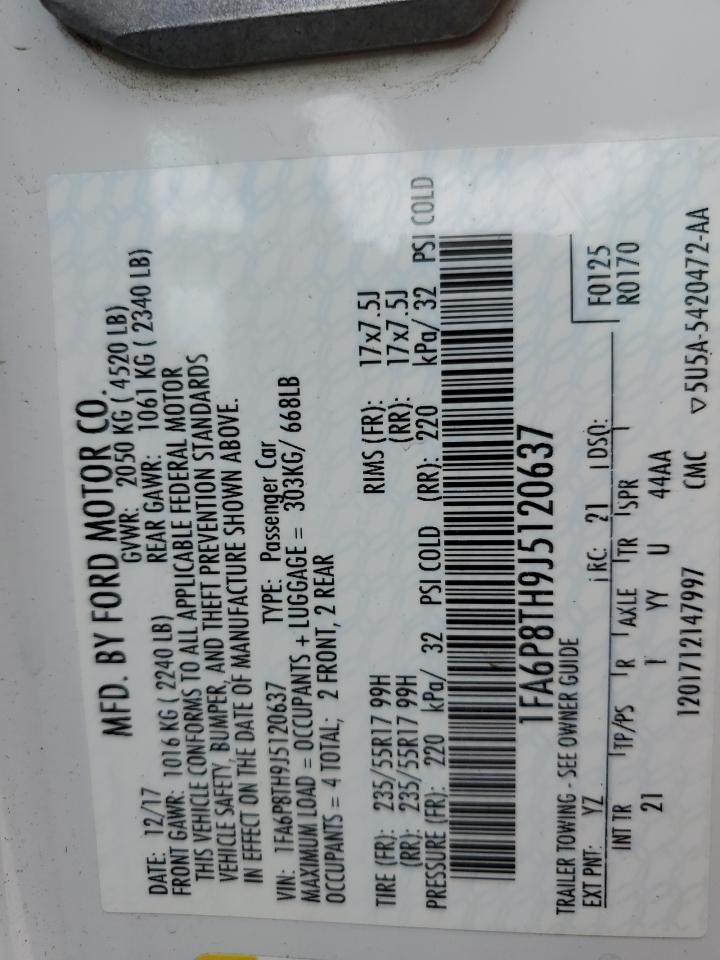 MFD. BY FORD MOTOR CO.
DATE: 12/17 GVWR: 2050 KG ( 4520 LB)
FRONT GAWR: 1016 KG ( 2240 LB) REAR GAWR: 1061 KG ( 2340 LB)
THIS VEHICLE CONFORMS TO ALL APPLICABLE FEDERAL MOTOR
VEHICLE SAFETY, BUMPER, AND THEFT PREVENTION STANDARDS
IN EFFECT ON THE DATE OF MANUFACTURE SHOWN ABOVE.
VIN: 1FA6P8TH9J5120637 TYPE: Passenger Car
MAXIMUM LOAD = OCCUPANTS + LUGGAGE = 303KG/ 668LB
OCCUPANTS = 4 TOTAL; 2 FRONT, 2 REAR
TIRE (FR): 235/55R17 99H RIMS (FR): 17x7.5J
(RR): 235/55R17 99H (RR): 17x7.5J
PRESSURE (FR): 220 kPa/ 32 PSI COLD (RR): 220 kPa/ 32 PSI COLD
1FA6P8TH9J5120637
TRAILER TOWING - SEE OWNER GUIDE F0125
EXT PNT: YZ RC: 21 DSO: R0170
INT TR TP/PS R AXLE TR SPR
21 1 YY U 44AA
1201712147997 CMC ▽5U5A-5420472-AA